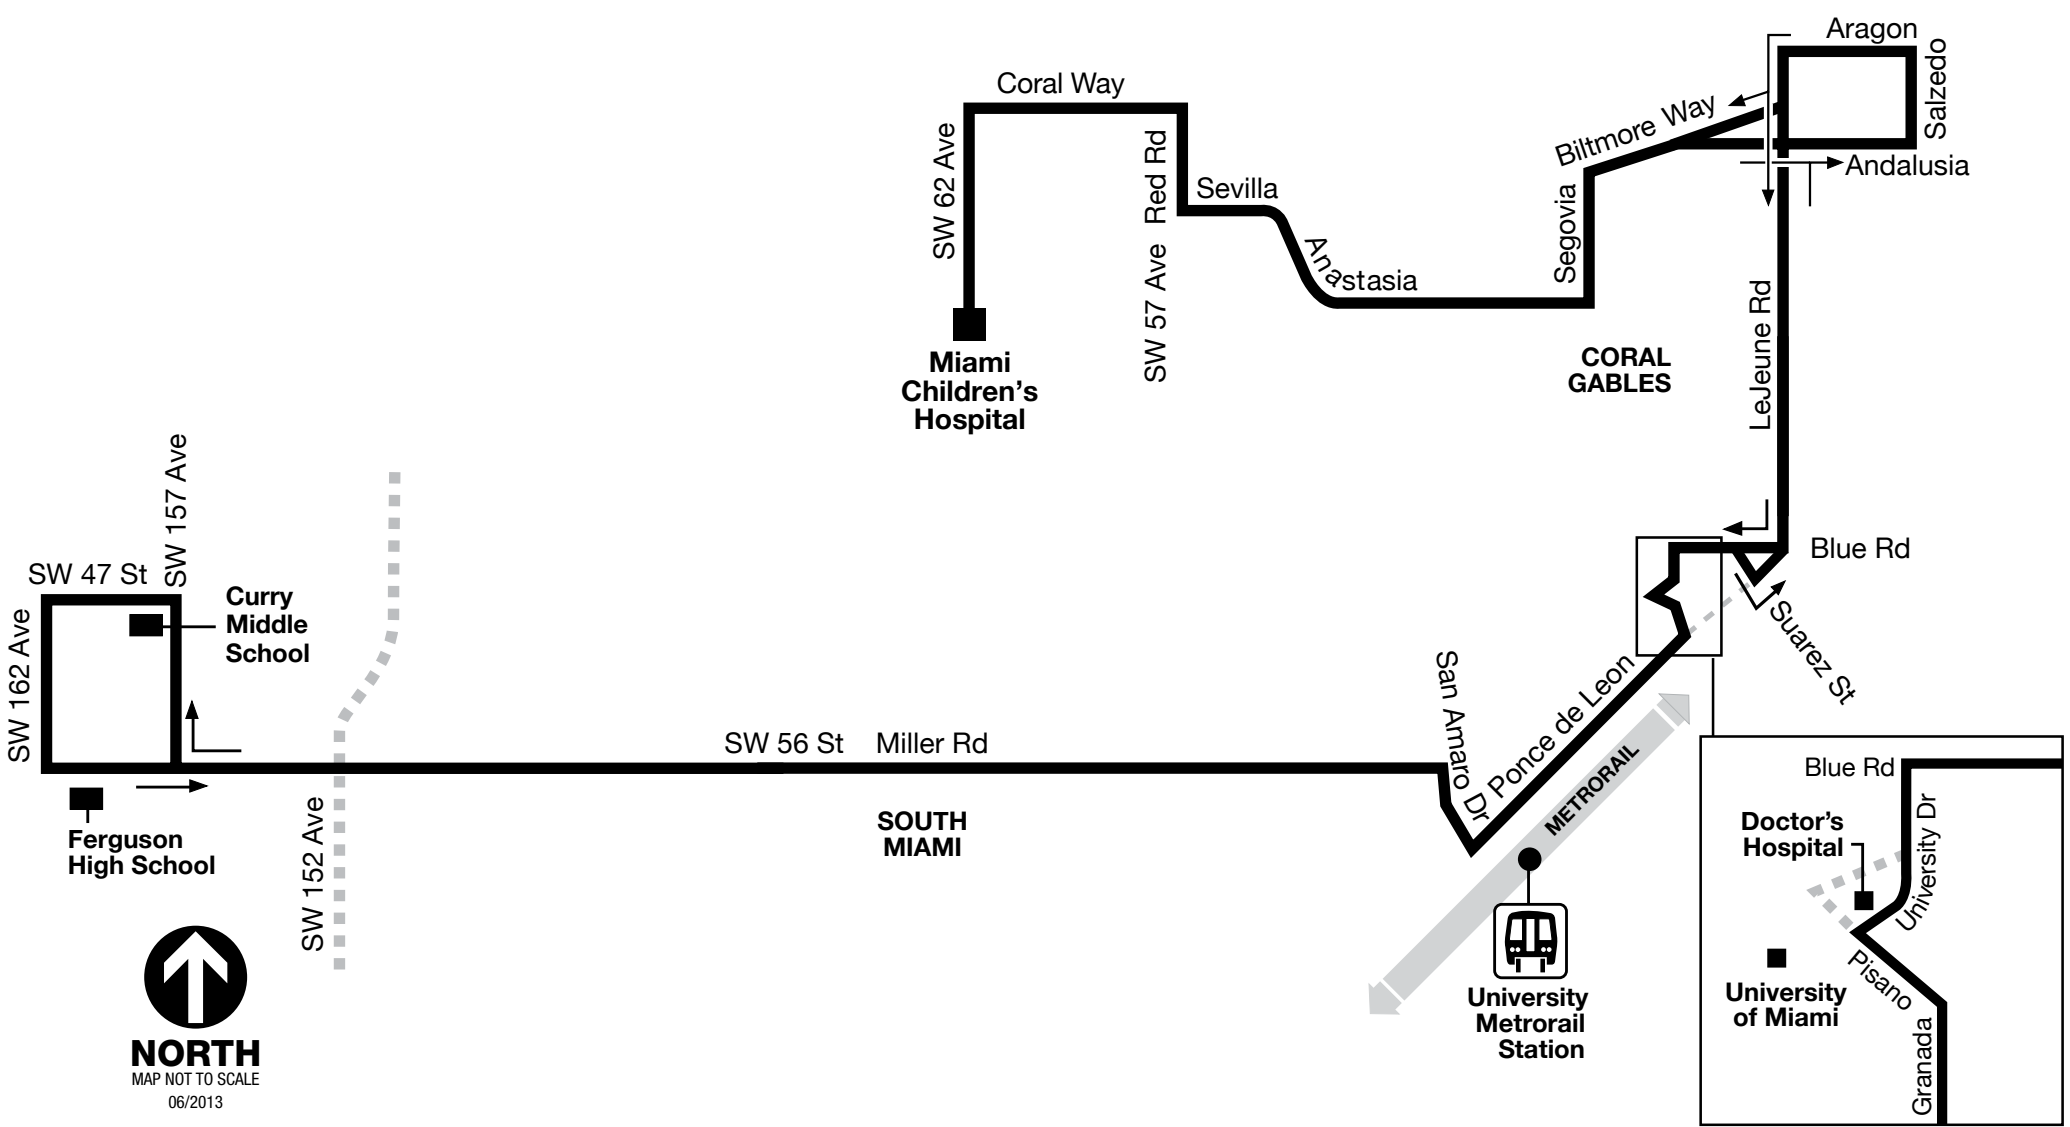 Aragon
Salzedo
Coral Way
Biltmore Way
Andalusia
SW 62 Ave
Red Rd
SW 57 Ave
Sevilla
Anastasia
Segovia
LeJeune Rd
Miami
Children's
Hospital
CORAL
GABLES
SW 157 Ave
SW 47 St
SW 162 Ave
Curry
Middle
School
Blue Rd
Suarez St
San Amaro Dr
Ponce de Leon
METRORAIL
SW 56 St Miller Rd
SOUTH
MIAMI
Ferguson
High School
SW 152 Ave
University
Metrorail
Station
Blue Rd
University Dr
Doctor's
Hospital
Pisano
University
of Miami
Granada
NORTH
MAP NOT TO SCALE
06/2013